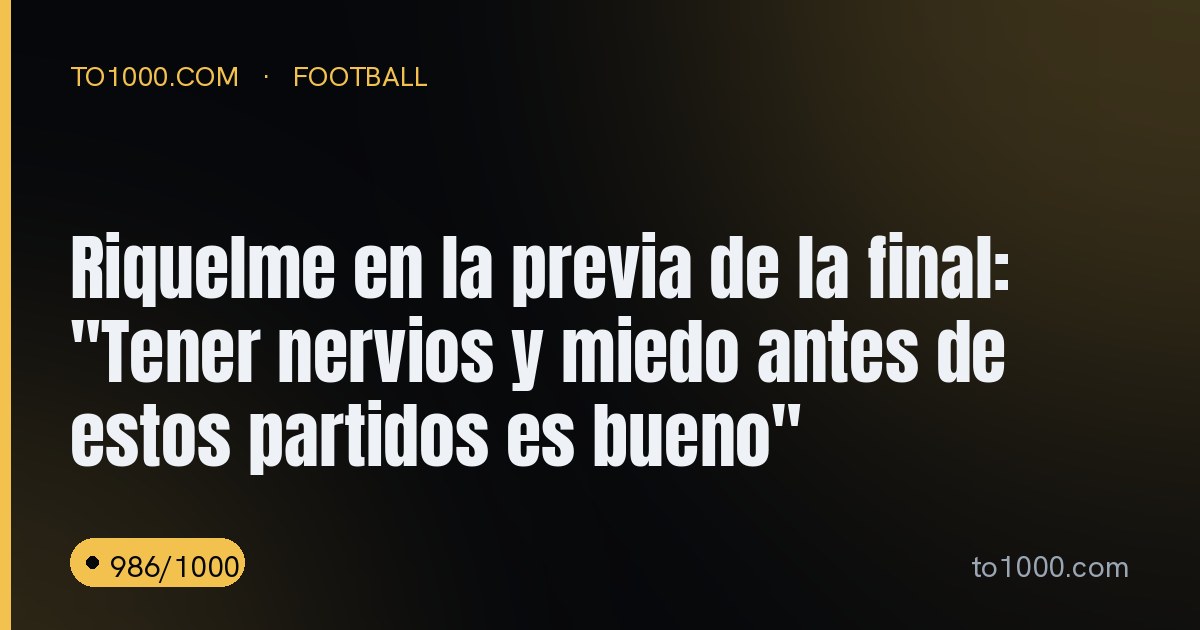 TO1000.COM · FOOTBALL
Riquelme en la previa de la final:
"Tener nervios y miedo antes de
estos partidos es bueno"
986/1000
to1000.com